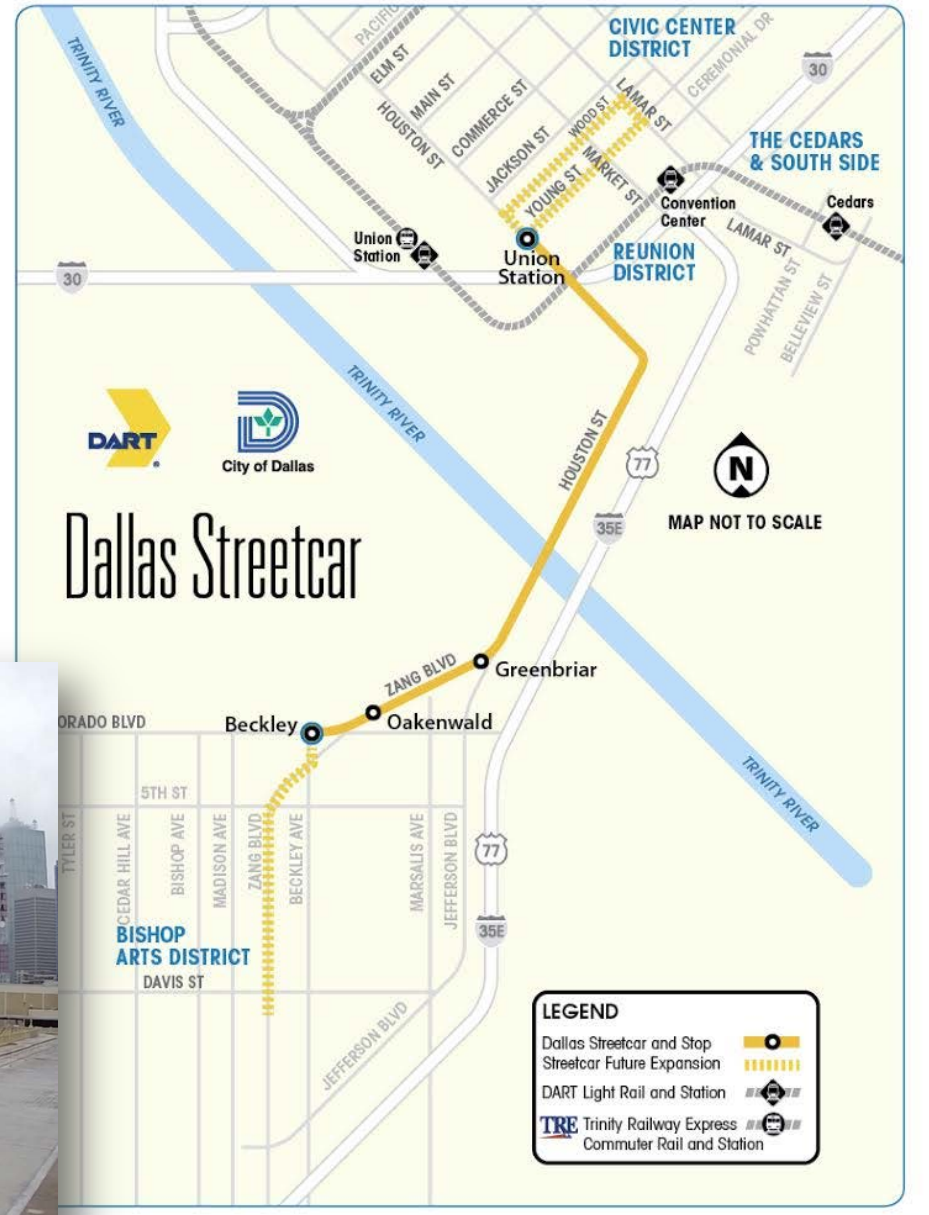 CIVIC CENTER
DISTRICT
CEREMONIAL DR
30
PACIFIC
ELM ST
MAIN ST
HOUSTON ST
COMMERCE ST
JACKSON ST
WOOD ST
LAMAR ST
YOUNG ST
MARKET ST
TRINITY RIVER
THE CEDARS
& SOUTH SIDE
Convention
Center
Cedars
LAMAR ST
Union
Station
Union
Station
REUNION
DISTRICT
POWHATTAN ST
BELLEVIEW ST
30
TRINITY RIVER
DART
City of Dallas
HOUSTON ST
77
N
MAP NOT TO SCALE
35E
Dallas Streetcar
ZANG BLVD
Greenbriar
ORADO BLVD
Beckley
Oakenwald
TRINITY RIVER
5TH ST
TYLER ST
CEDAR HILL AVE
BISHOP AVE
MADISON AVE
ZANG BLVD
BECKLEY AVE
MARSALIS AVE
JEFFERSON BLVD
77
35E
BISHOP
ARTS DISTRICT
DAVIS ST
JEFFERSON BLVD
LEGEND
Dallas Streetcar and Stop
Streetcar Future Expansion
DART Light Rail and Station
TRE Trinity Railway Express
Commuter Rail and Station